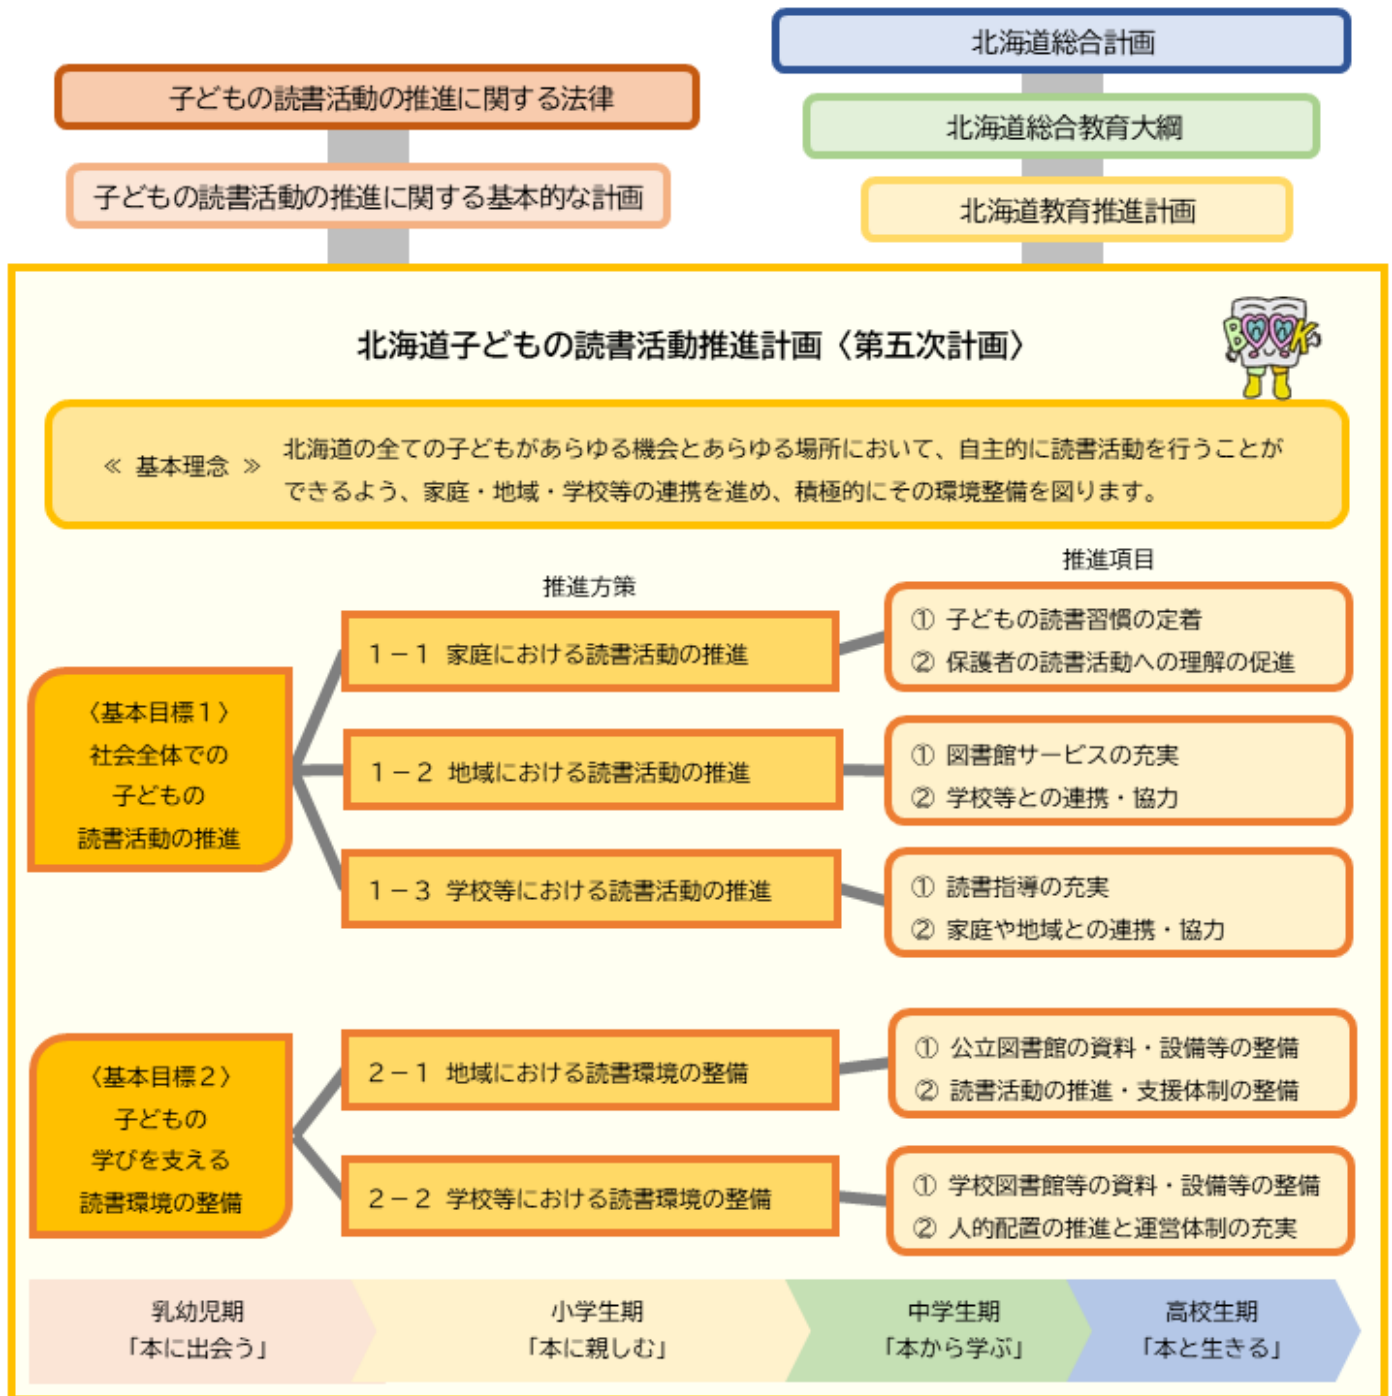 北海道総合計画
子どもの読書活動の推進に関する法律
北海道総合教育大綱
子どもの読書活動の推進に関する基本的な計画
北海道教育推進計画
北海道子どもの読書活動推進計画〈第五次計画〉
BOOK
≪ 基本理念 ≫
北海道の全ての子どもがあらゆる機会とあらゆる場所において、自主的に読書活動を行うことが
できるよう、家庭・地域・学校等の連携を進め、積極的にその環境整備を図ります。
推進方策
推進項目
〈基本目標１〉
社会全体での
子どもの
読書活動の推進
１－１ 家庭における読書活動の推進
① 子どもの読書習慣の定着
② 保護者の読書活動への理解の促進
１－２ 地域における読書活動の推進
① 図書館サービスの充実
② 学校等との連携・協力
１－３ 学校等における読書活動の推進
① 読書指導の充実
② 家庭や地域との連携・協力
〈基本目標２〉
子どもの
学びを支える
読書環境の整備
２－１ 地域における読書環境の整備
① 公立図書館の資料・設備等の整備
② 読書活動の推進・支援体制の整備
２－２ 学校等における読書環境の整備
① 学校図書館等の資料・設備等の整備
② 人的配置の推進と運営体制の充実
乳幼児期
「本に出会う」
小学生期
「本に親しむ」
中学生期
「本から学ぶ」
高校生期
「本と生きる」